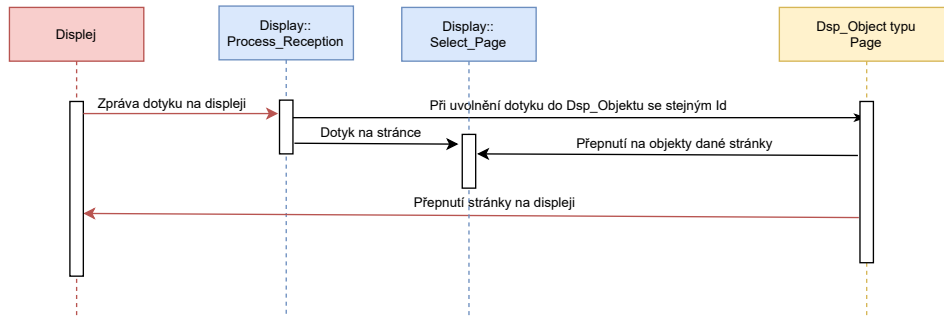 Displej
Display::
Process_Reception
Display::
Select_Page
Dsp_Object typu
Page
Zpráva dotyku na displeji
Při uvolnění dotyku do Dsp_Objektu se stejným Id
Dotyk na stránce
Přepnutí na objekty dané stránky
Přepnutí stránky na displeji